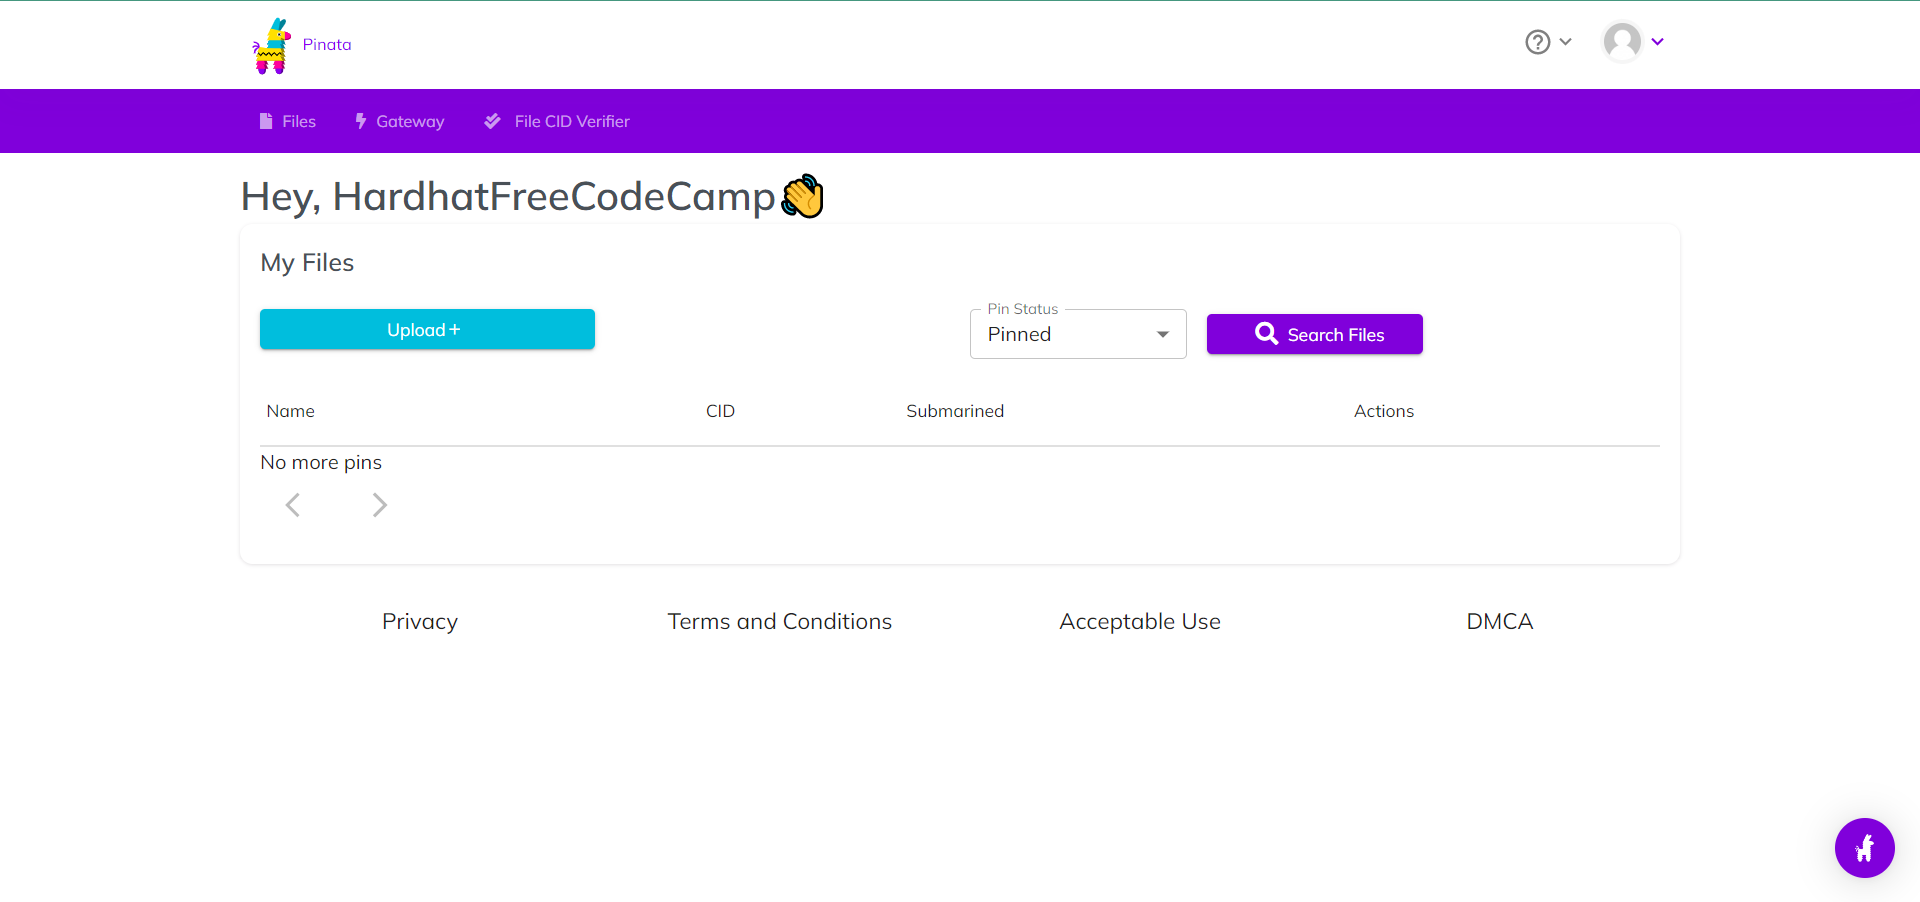 Pinata
Files Gateway File CID Verifier
Hey, HardhatFreeCodeCamp
My Files
Upload+
Pin Status
Pinned
Search Files
Name CID Submarined Actions
No more pins
Privacy Terms and Conditions Acceptable Use DMCA